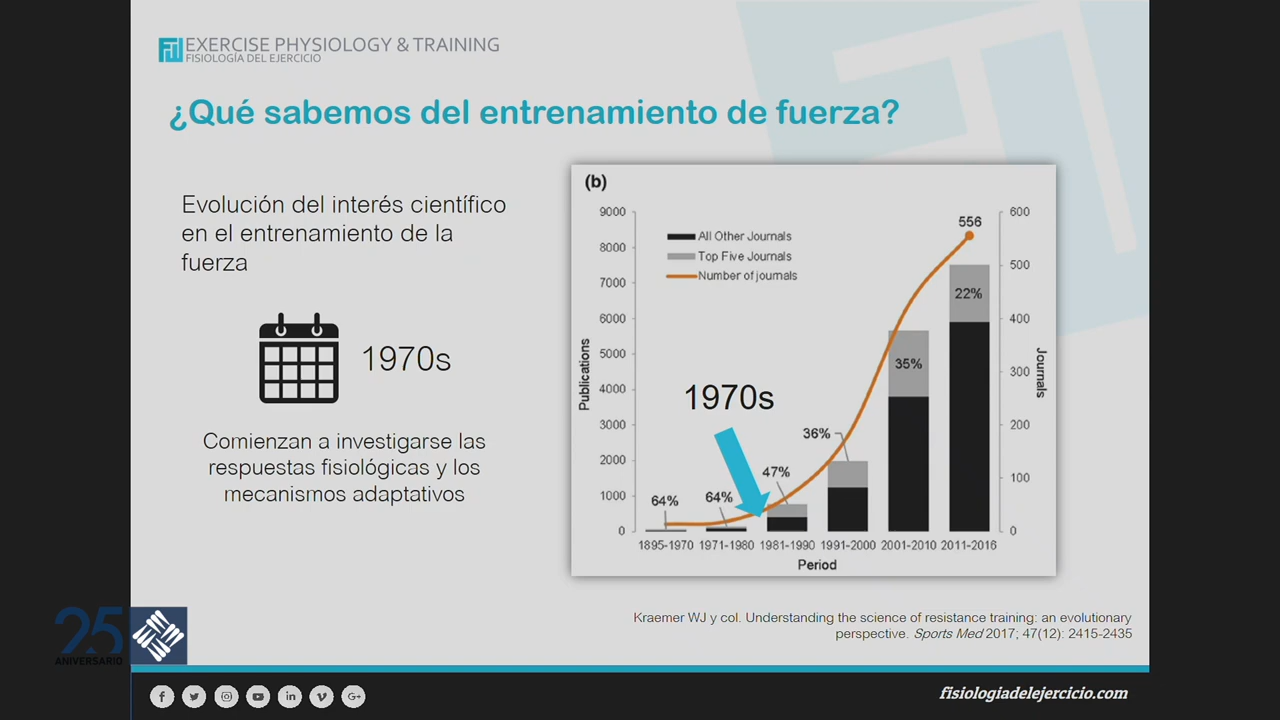 EXERCISE PHYSIOLOGY & TRAINING
FISIOLOGÍA DEL EJERCICIO
¿Qué sabemos del entrenamiento de fuerza?
Evolución del interés científico
en el entrenamiento de la
fuerza
1970s
Comienzan a investigarse las
respuestas fisiológicas y los
mecanismos adaptativos
(b)
9000
8000
7000
6000
5000
4000
3000
2000
1000
0
Publications
All Other Journals
Top Five Journals
Number of journals
1970s
64%
64%
47%
36%
35%
22%
556
600
500
400
300
200
100
0
Journals
1895-1970 1971-1980 1981-1990 1991-2000 2001-2010 2011-2016
Period
Kraemer WJ y col. Understanding the science of resistance training: an evolutionary
perspective. Sports Med 2017; 47(12): 2415-2435
25
ANIVERSARIO
fisiologiadelejercicio.com